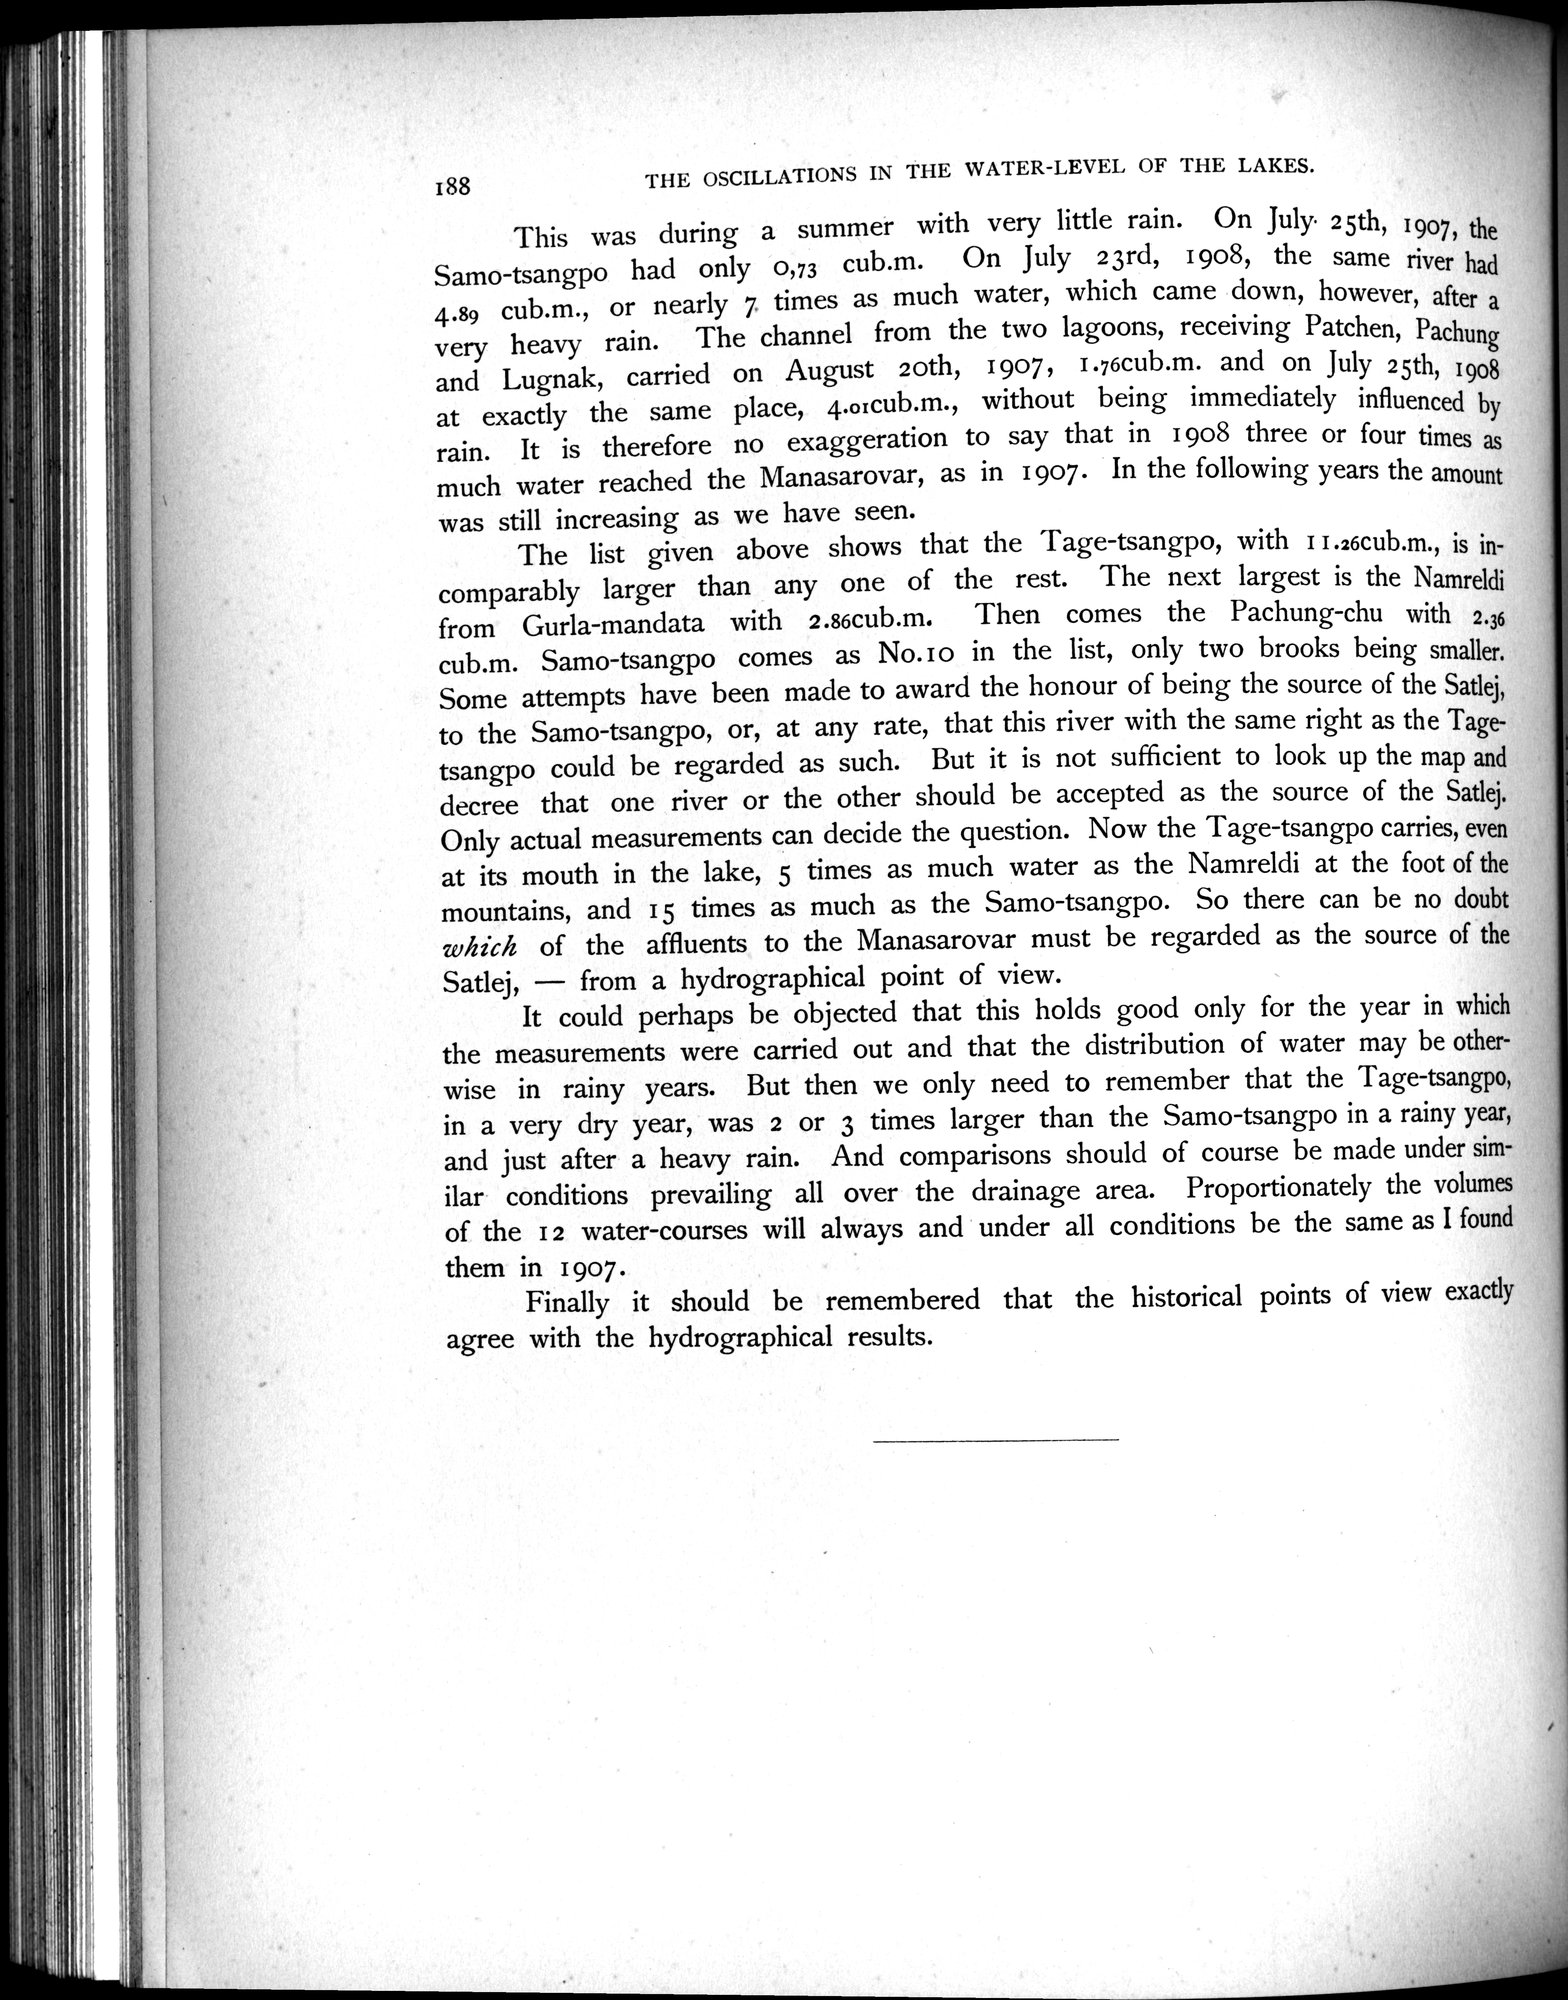 188 THE OSCILLATIONS IN THE WATER-LEVEL OF THE LAKES.
This was during a summer with very little rain. On July 25th, 1907, the
Samo-tsangpo had only 0,73 cub.m. On July 23rd, 1908, the same river had
4.89 cub.m., or nearly 7 times as much water, which came down, however, after a
very heavy rain. The channel from the two lagoons, receiving Patchen, Pachung
and Lugnak, carried on August 20th, 1907, 1.76cub.m. and on July 25th, 1908
at exactly the same place, 4.01cub.m., without being immediately influenced by
rain. It is therefore no exaggeration to say that in 1908 three or four times as
much water reached the Manasarovar, as in 1907. In the following years the amount
was still increasing as we have seen.
The list given above shows that the Tage-tsangpo, with 11.26cub.m., is in-
comparably larger than any one of the rest. The next largest is the Namreldi
from Gurla-mandata with 2.86cub.m. Then comes the Pachung-chu with 2.36
cub.m. Samo-tsangpo comes as No.10 in the list, only two brooks being smaller.
Some attempts have been made to award the honour of being the source of the Satlej,
to the Samo-tsangpo, or, at any rate, that this river with the same right as the Tage-
tsangpo could be regarded as such. But it is not sufficient to look up the map and
decree that one river or the other should be accepted as the source of the Satlej.
Only actual measurements can decide the question. Now the Tage-tsangpo carries, even
at its mouth in the lake, 5 times as much water as the Namreldi at the foot of the
mountains, and 15 times as much as the Samo-tsangpo. So there can be no doubt
which of the affluents to the Manasarovar must be regarded as the source of the
Satlej, — from a hydrographical point of view.
It could perhaps be objected that this holds good only for the year in which
the measurements were carried out and that the distribution of water may be other-
wise in rainy years. But then we only need to remember that the Tage-tsangpo,
in a very dry year, was 2 or 3 times larger than the Samo-tsangpo in a rainy year,
and just after a heavy rain. And comparisons should of course be made under sim-
ilar conditions prevailing all over the drainage area. Proportionately the volumes
of the 12 water-courses will always and under all conditions be the same as I found
them in 1907.
Finally it should be remembered that the historical points of view exactly
agree with the hydrographical results.